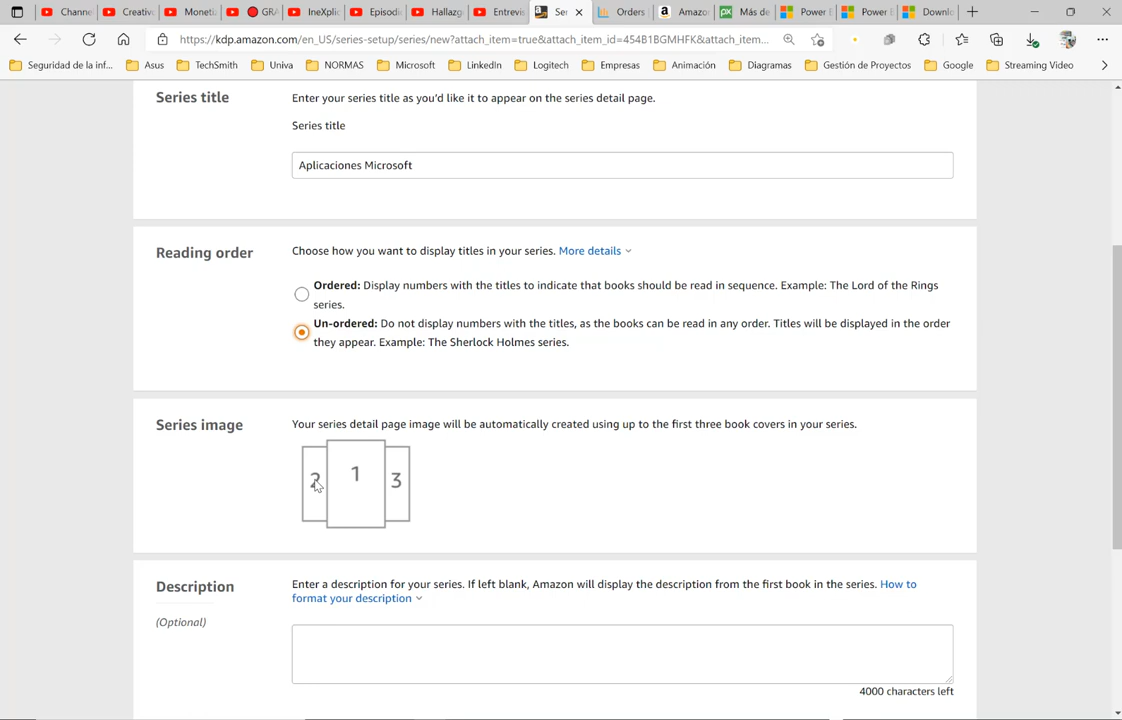 Channe
Creativ
Moneti
GRA
IneXplic
Episodi
Hallazg
Entrevis
Ser
Orders
Amazo
Más de
Power B
Power B
Downlo
https://kdp.amazon.com/en_US/series-setup/series/new?attach_item=true&attach_item_id=454B1BGMHFK&attach_item...
Seguridad de la inf...
Asus
TechSmith
Univa
NORMAS
Microsoft
LinkedIn
Logitech
Empresas
Animación
Diagramas
Gestión de Proyectos
Google
Streaming Video
Series title
Enter your series title as you'd like it to appear on the series detail page.
Series title
Aplicaciones Microsoft
Reading order
Choose how you want to display titles in your series. More details
Ordered: Display numbers with the titles to indicate that books should be read in sequence. Example: The Lord of the Rings
series.
Un-ordered: Do not display numbers with the titles, as the books can be read in any order. Titles will be displayed in the order
they appear. Example: The Sherlock Holmes series.
Series image
Your series detail page image will be automatically created using up to the first three book covers in your series.
2 1 3
Description
(Optional)
Enter a description for your series. If left blank, Amazon will display the description from the first book in the series. How to
format your description
4000 characters left